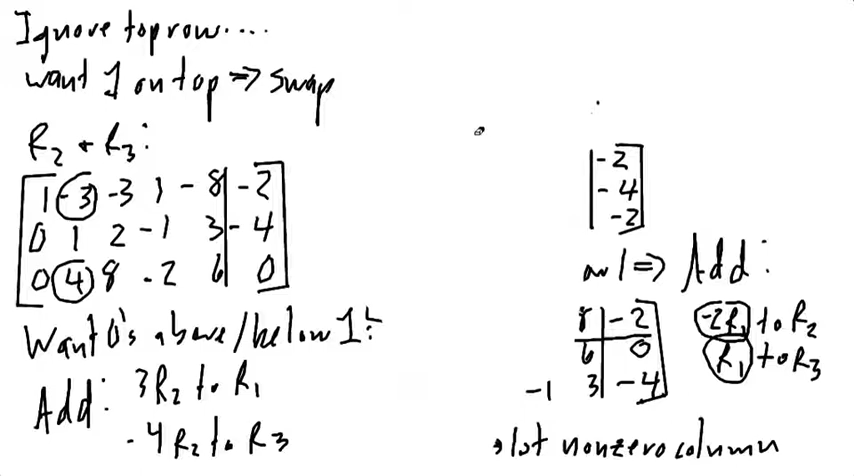 Ignore top row....
want 1 on top => swap
R2 + R3:
1 -3 -3 1 -8 | -2
0 1 2 -1 3 | -4
0 4 8 -2 6 | 0
Want 0's above/below 1:
Add: 3R2 to R1
-4R2 to R3
-2
-4
-2
=> Add:
8 | -2 -2R1 to R2
6 | 0 R1 to R3
-1 3 | -4
nonzero column